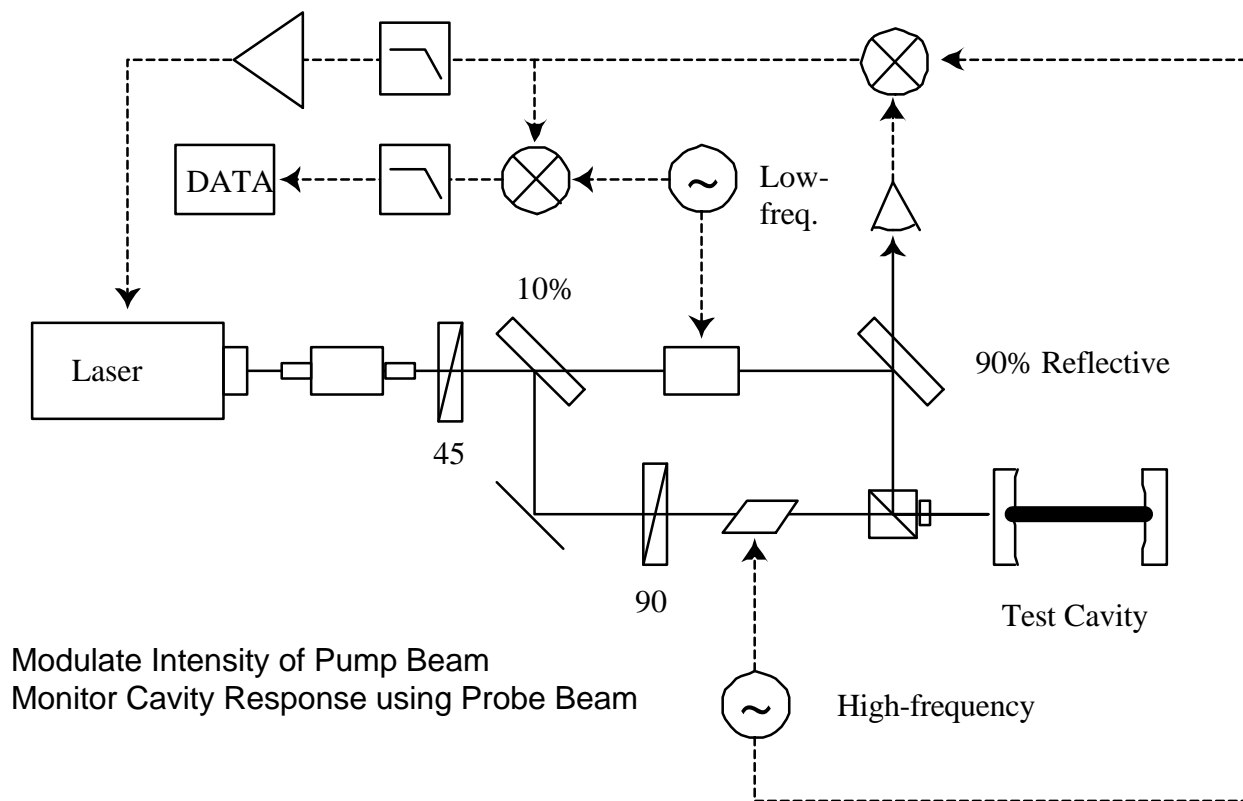 DATA
~
Low-
freq.
10%
Laser
90% Reflective
45
90
Test Cavity
Modulate Intensity of Pump Beam
Monitor Cavity Response using Probe Beam
~
High-frequency